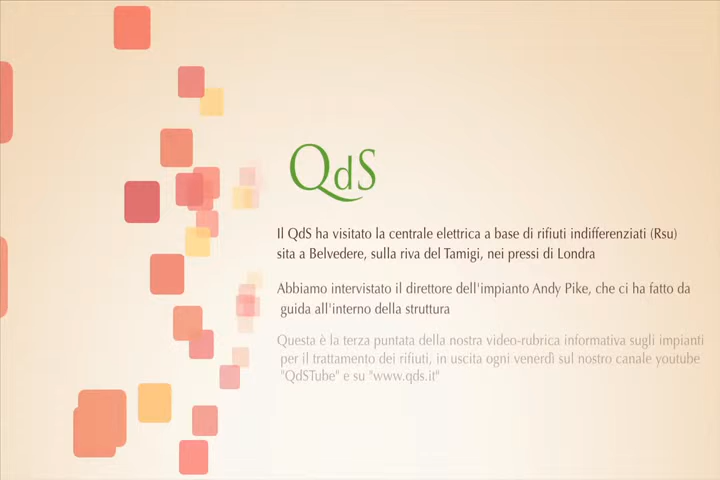 QdS
Il QdS ha visitato la centrale elettrica a base di rifiuti indifferenziati (Rsu)
sita a Belvedere, sulla riva del Tamigi, nei pressi di Londra
Abbiamo intervistato il direttore dell'impianto Andy Pike, che ci ha fatto da
guida all'interno della struttura
Questa è la terza puntata della nostra video-rubrica informativa sugli impianti
per il trattamento dei rifiuti, in uscita ogni venerdì sul nostro canale youtube
"QdSTube" e su "www.qds.it"